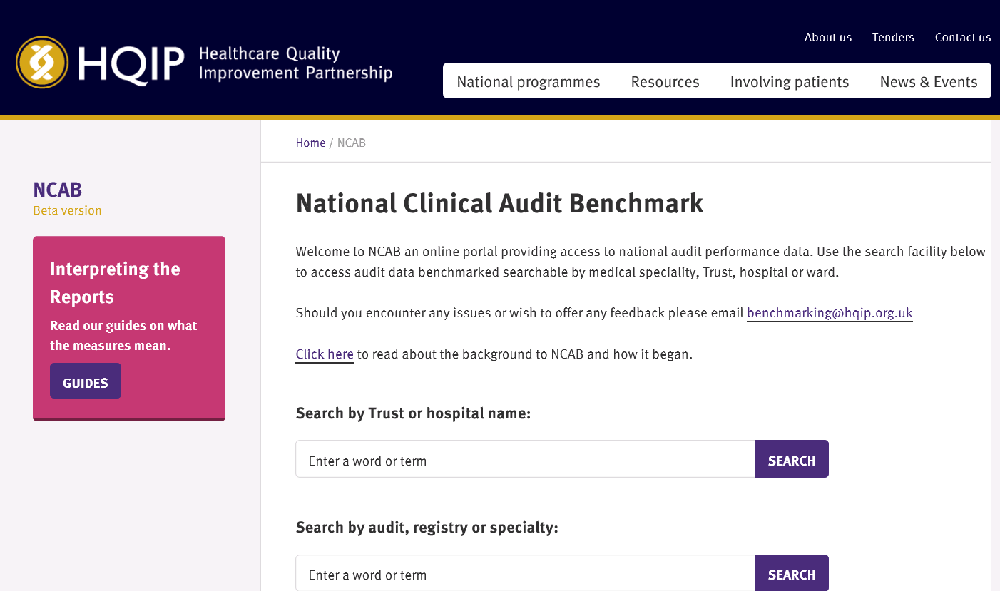 About us Tenders Contact us
HQIP Healthcare Quality
Improvement Partnership
National programmes Resources Involving patients News & Events
Home / NCAB
NCAB
Beta version
Interpreting the
Reports
Read our guides on what
the measures mean.
GUIDES
National Clinical Audit Benchmark
Welcome to NCAB an online portal providing access to national audit performance data. Use the search facility below
to access audit data benchmarked searchable by medical speciality, Trust, hospital or ward.
Should you encounter any issues or wish to offer any feedback please email benchmarking@hqip.org.uk
Click here to read about the background to NCAB and how it began.
Search by Trust or hospital name:
Enter a word or term SEARCH
Search by audit, registry or specialty:
Enter a word or term SEARCH